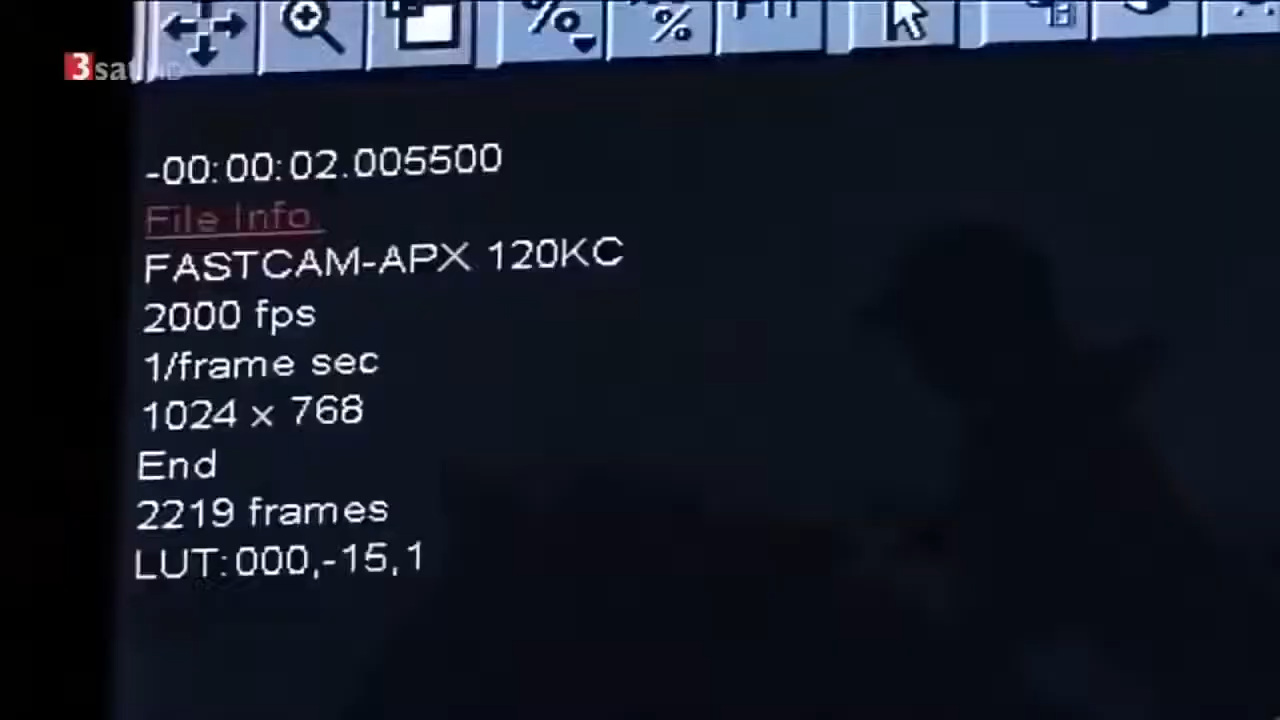 3sat HD
-00:00:02.005500
File Info.
FASTCAM-APX 120KC
2000 fps
1/frame sec
1024 x 768
End
2219 frames
LUT:000,-15,1